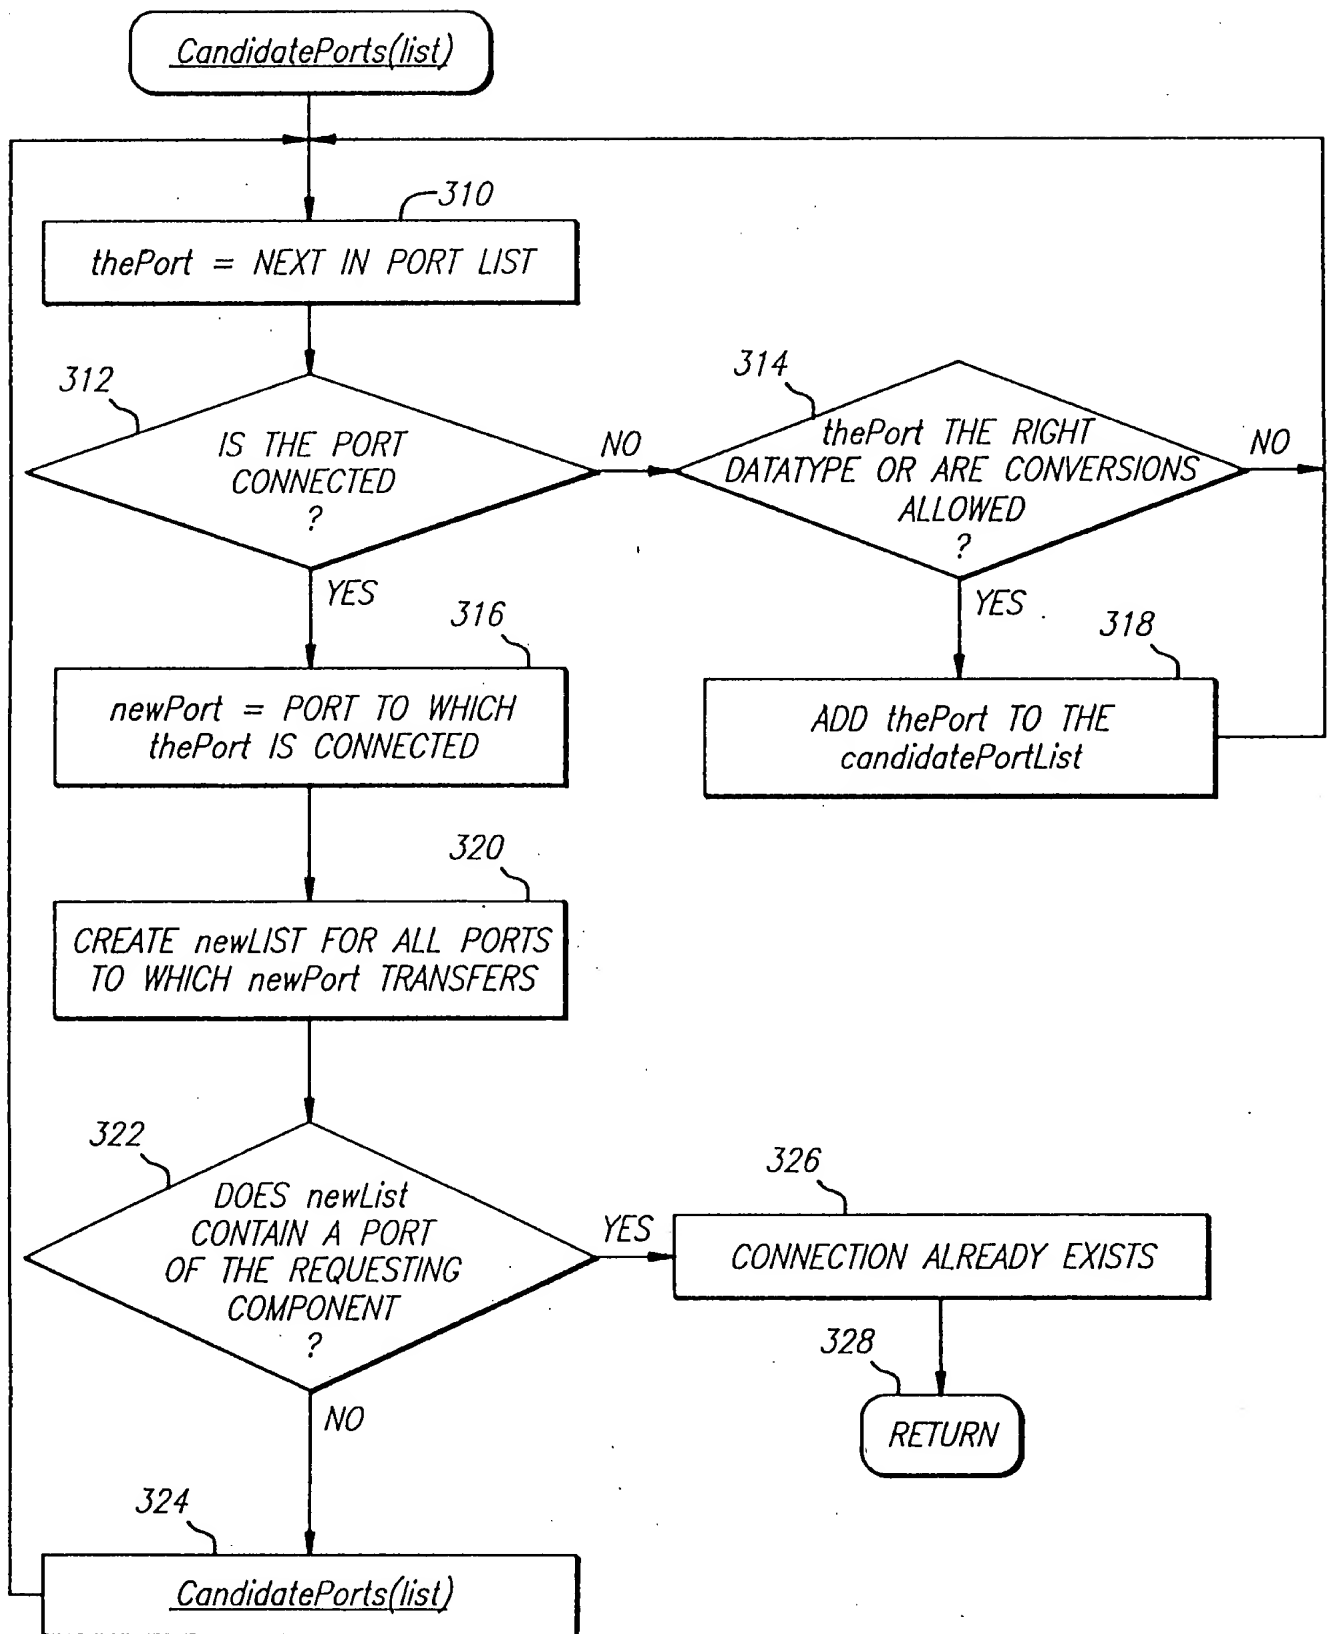 CandidatePorts(list)
310
thePort = NEXT IN PORT LIST
312
IS THE PORT
CONNECTED
?
NO
YES
314
thePort THE RIGHT
DATATYPE OR ARE CONVERSIONS
ALLOWED
?
NO
YES
316
newPort = PORT TO WHICH
thePort IS CONNECTED
318
ADD thePort TO THE
candidatePortList
320
CREATE newLIST FOR ALL PORTS
TO WHICH newPort TRANSFERS
322
DOES newList
CONTAIN A PORT
OF THE REQUESTING
COMPONENT
?
YES
NO
326
CONNECTION ALREADY EXISTS
328
RETURN
324
CandidatePorts(list)